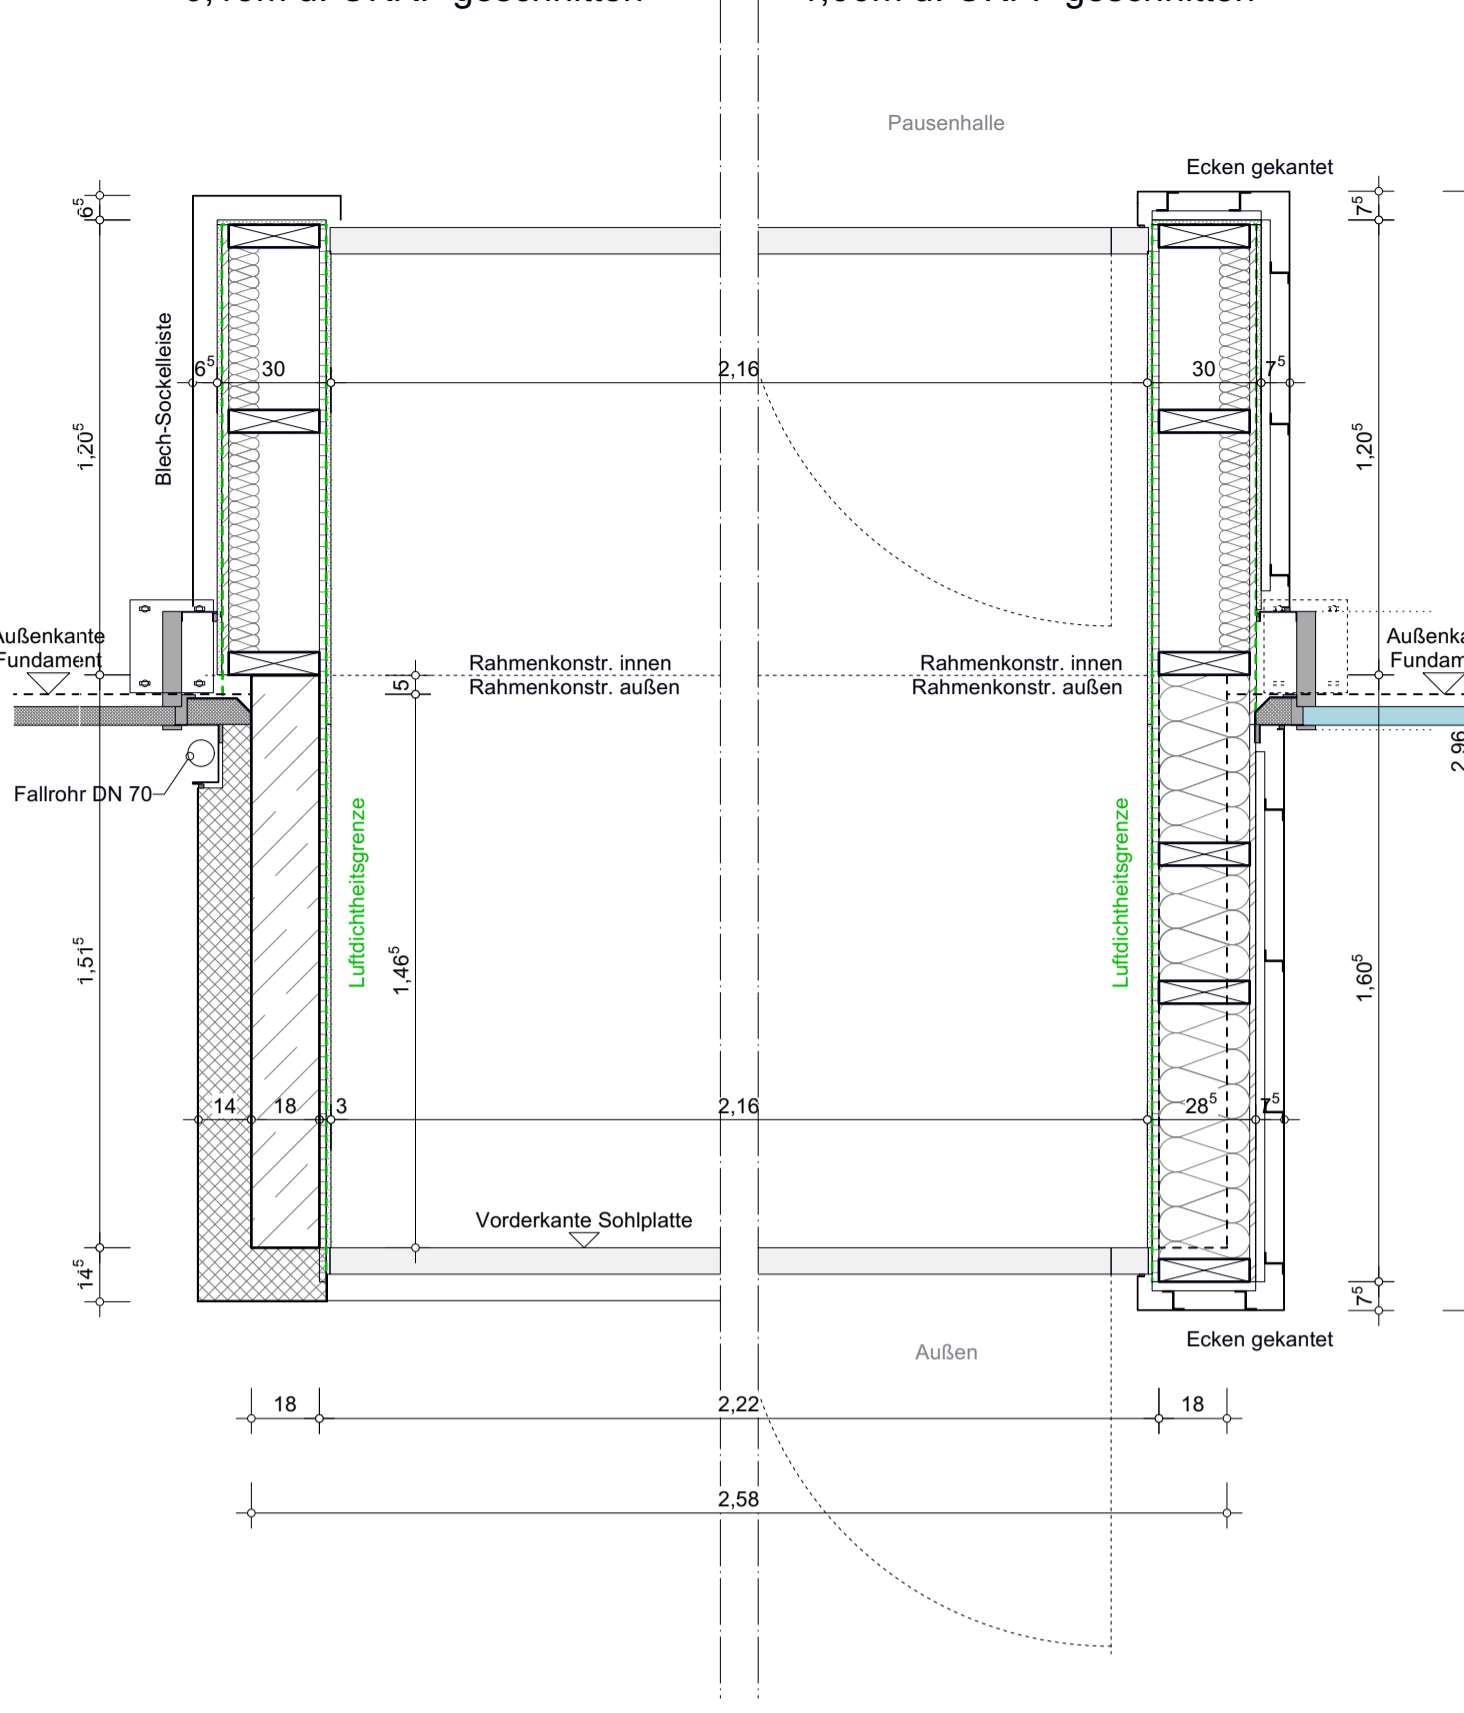 geschnitten
geschnitten
Pausenhalle
Ecken gekantet
6⁵
7⁵
Blech-Sockelleiste
6⁵
30
2,16
30
7⁵
1,20⁵
1,20⁵
Außenkante
Fundament
Rahmenkonstr. innen
Rahmenkonstr. außen
Rahmenkonstr. innen
Rahmenkonstr. außen
5
2,96
Fallrohr DN 70
Luftdichtheitsgrenze
Luftdichtheitsgrenze
1,51⁵
1,46⁵
1,60⁵
14
18
3
2,16
28⁵
7⁵
Vorderkante Sohlplatte
14⁵
7⁵
Ecken gekantet
Außen
18
2,22
18
2,58